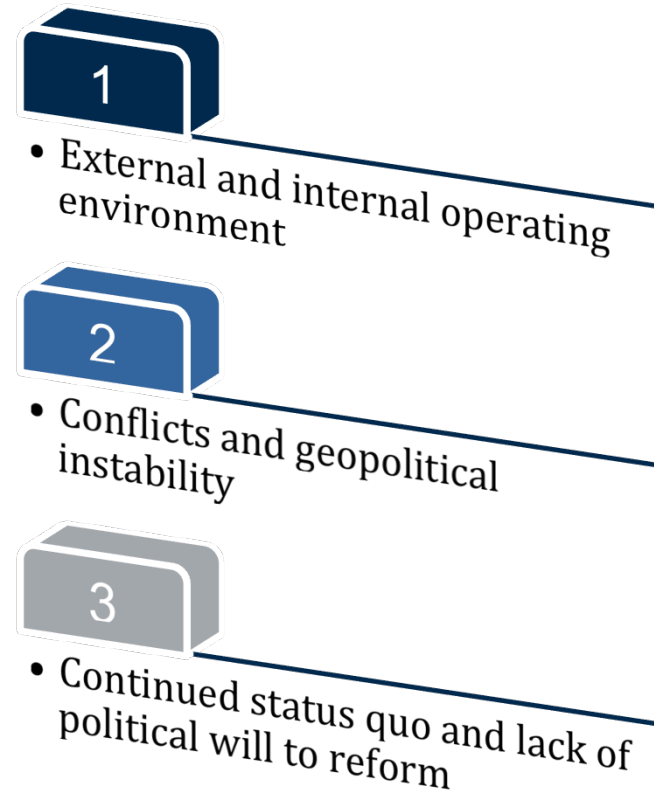 1
• External and internal operating
environment
2
• Conflicts and geopolitical
instability
3
• Continued status quo and lack of
political will to reform